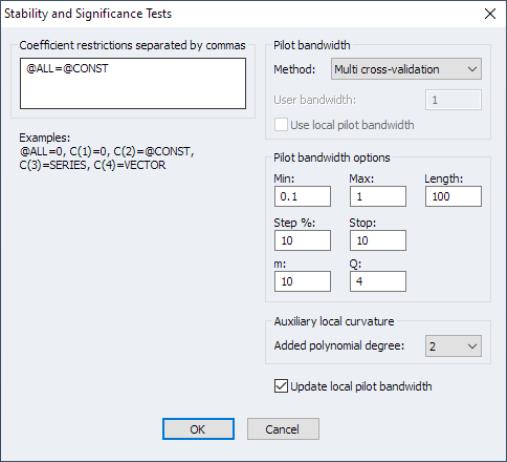 Stability and Significance Tests
Coefficient restrictions separated by commas
@ALL=@CONST
Examples:
@ALL=0, C(1)=0, C(2)=@CONST,
C(3)=SERIES, C(4)=VECTOR
Pilot bandwidth
Method: Multi cross-validation
User bandwidth: 1
Use local pilot bandwidth
Pilot bandwidth options
Min: Max: Length:
0.1 1 100
Step %: Stop:
10 10
m: Q:
10 4
Auxiliary local curvature
Added polynomial degree: 2
Update local pilot bandwidth
OK Cancel